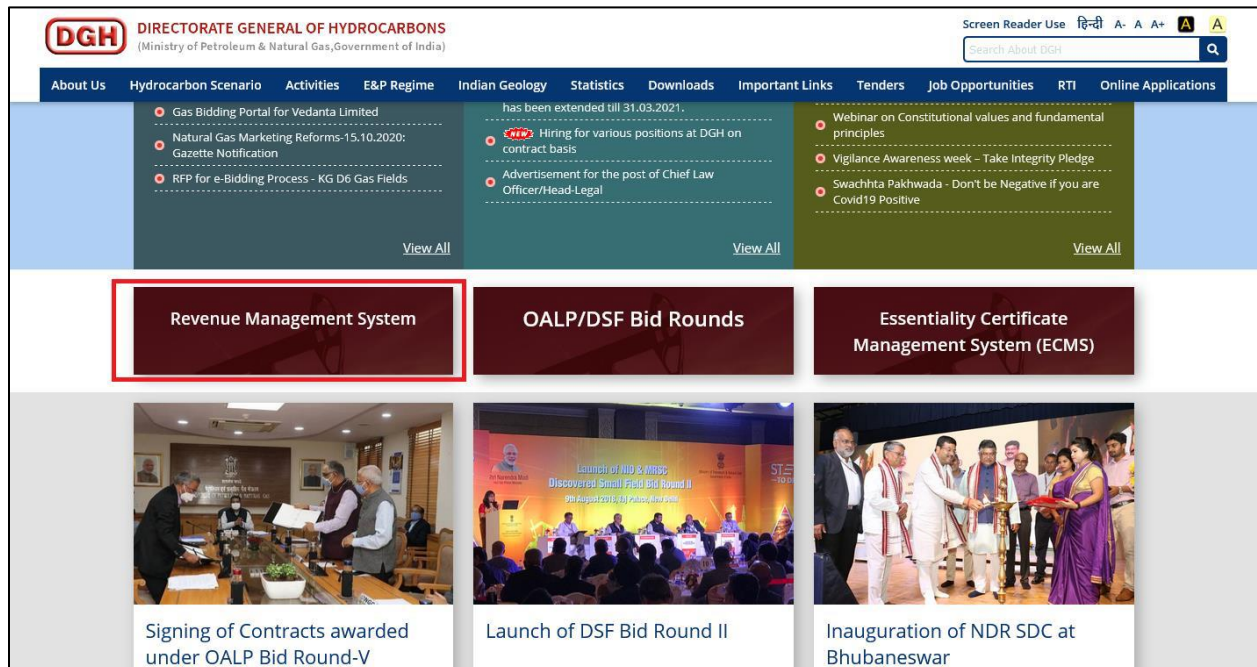 DGH
DIRECTORATE GENERAL OF HYDROCARBONS
(Ministry of Petroleum & Natural Gas,Government of India)
Screen Reader Use हिन्दी A- A A+ A A
Search About DGH
About Us Hydrocarbon Scenario Activities E&P Regime Indian Geology Statistics Downloads Important Links Tenders Job Opportunities RTI Online Applications
Gas Bidding Portal for Vedanta Limited
Natural Gas Marketing Reforms-15.10.2020:
Gazette Notification
RFP for e-Bidding Process - KG D6 Gas Fields
View All
has been extended till 31.03.2021.
NEW Hiring for various positions at DGH on
contract basis
Advertisement for the post of Chief Law
Officer/Head-Legal
View All
Webinar on Constitutional values and fundamental
principles
Vigilance Awareness week – Take Integrity Pledge
Swachhta Pakhwada - Don't be Negative if you are
Covid19 Positive
View All
Revenue Management System
OALP/DSF Bid Rounds
Essentiality Certificate
Management System (ECMS)
Launch of NIO & MRSC
Discovered Small Field Bid Round II
Signing of Contracts awarded
under OALP Bid Round-V
Launch of DSF Bid Round II
Inauguration of NDR SDC at
Bhubaneswar